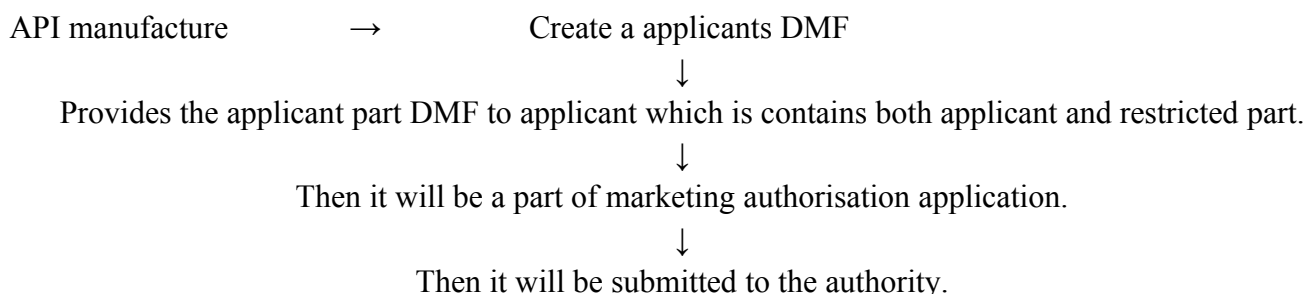 API manufacture → Create a applicants DMF
↓
Provides the applicant part DMF to applicant which is contains both applicant and restricted part.
↓
Then it will be a part of marketing authorisation application.
↓
Then it will be submitted to the authority.